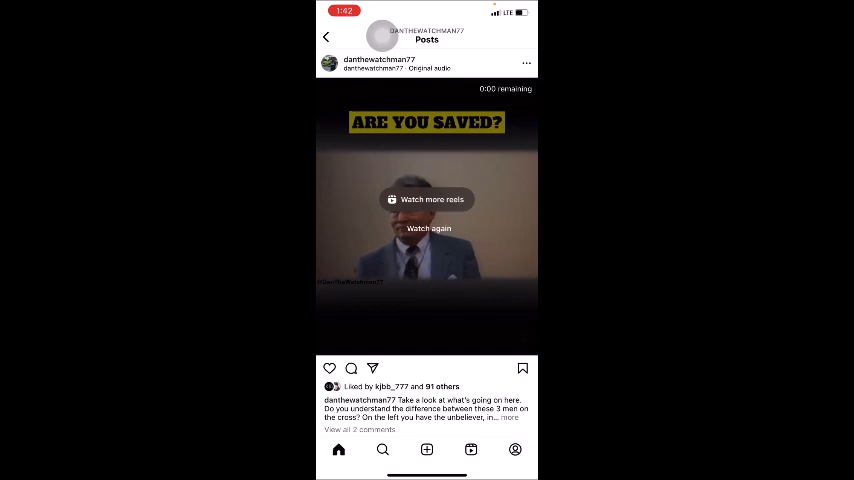 1:42
LTE
DANTHEWATCHMAN77
Posts
danthewatchman77
danthewatchman77 · Original audio
0:00 remaining
ARE YOU SAVED?
Watch more reels
Watch again
@DanTheWatchman77
Liked by kjbb_777 and 91 others
danthewatchman77 Take a look at what's going on here.
Do you understand the difference between these 3 men on
the cross? On the left you have the unbeliever, in... more
View all 2 comments